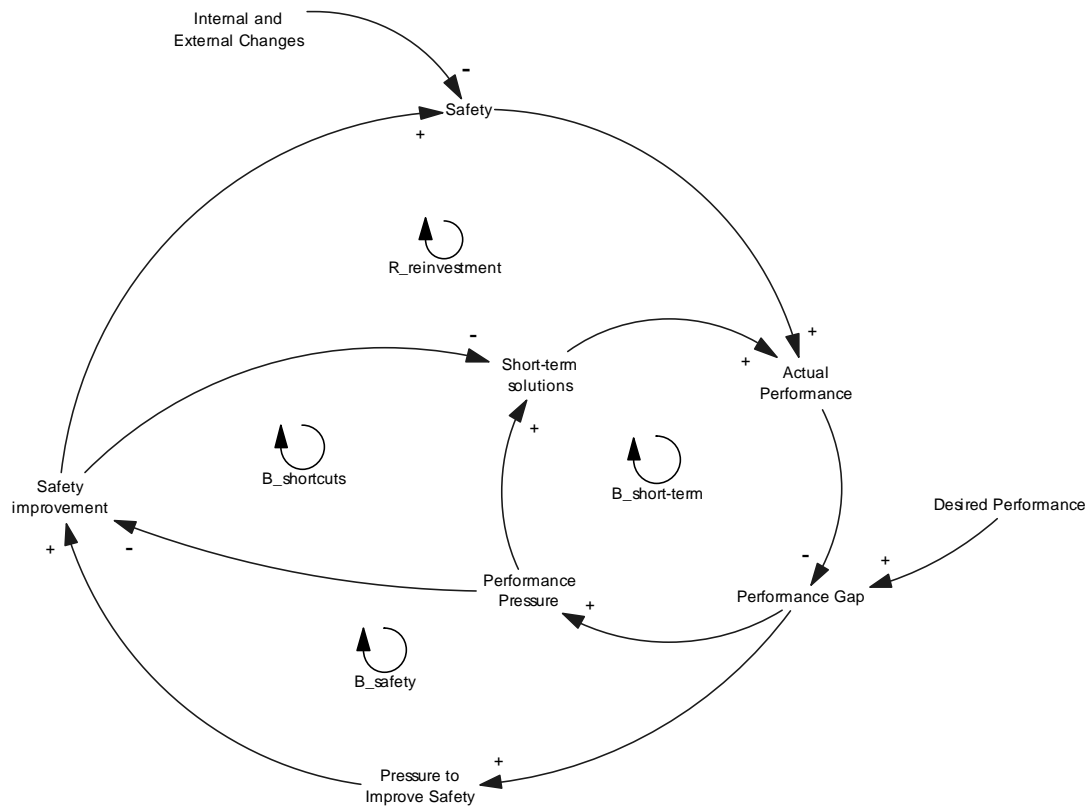 Internal and
External Changes
-
Safety
+
R_reinvestment
-
+
Short-term
solutions
+
Actual
Performance
+
B_shortcuts
B_short-term
Safety
improvement
Desired Performance
+
-
-
+
Performance
Pressure
+
Performance Gap
B_safety
+
Pressure to
Improve Safety